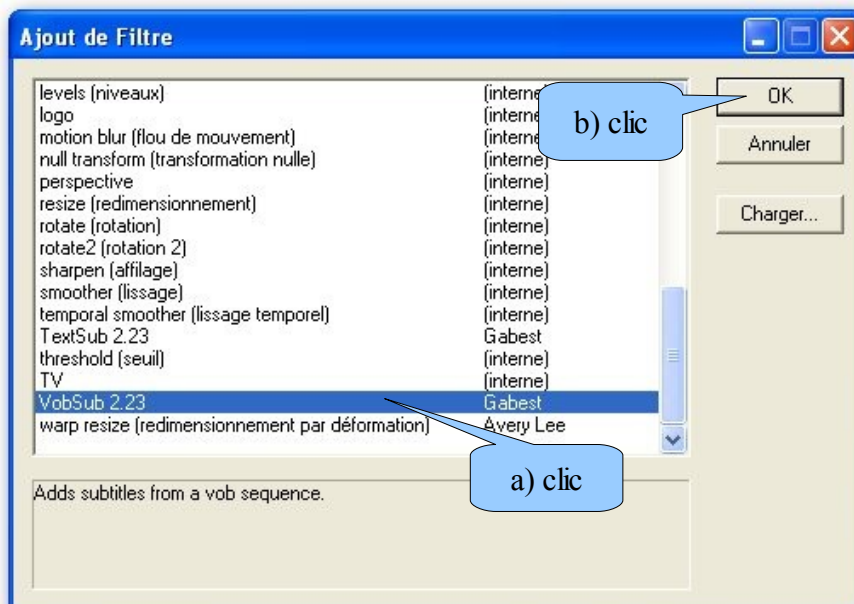 Ajout de Filtre
levels (niveaux) (interne)
logo (interne)
motion blur (flou de mouvement) (interne)
null transform (transformation nulle) (interne)
perspective (interne)
resize (redimensionnement) (interne)
rotate (rotation) (interne)
rotate2 (rotation 2) (interne)
sharpen (affilage) (interne)
smoother (lissage) (interne)
temporal smoother (lissage temporel) (interne)
TextSub 2.23 Gabest
threshold (seuil) (interne)
TV (interne)
VobSub 2.23 Gabest
warp resize (redimensionnement par déformation) Avery Lee
b) clic
a) clic
OK
Annuler
Charger...
Adds subtitles from a vob sequence.